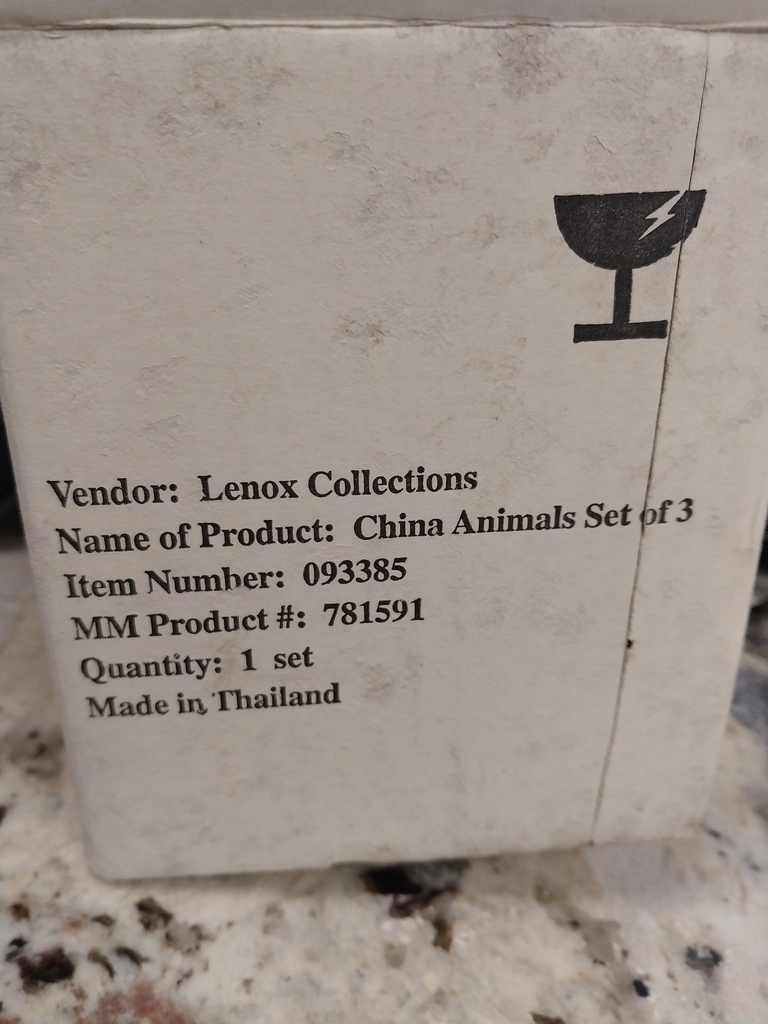 Vendor: Lenox Collections
Name of Product: China Animals Set of 3
Item Number: 093385
MM Product #: 781591
Quantity: 1 set
Made in Thailand